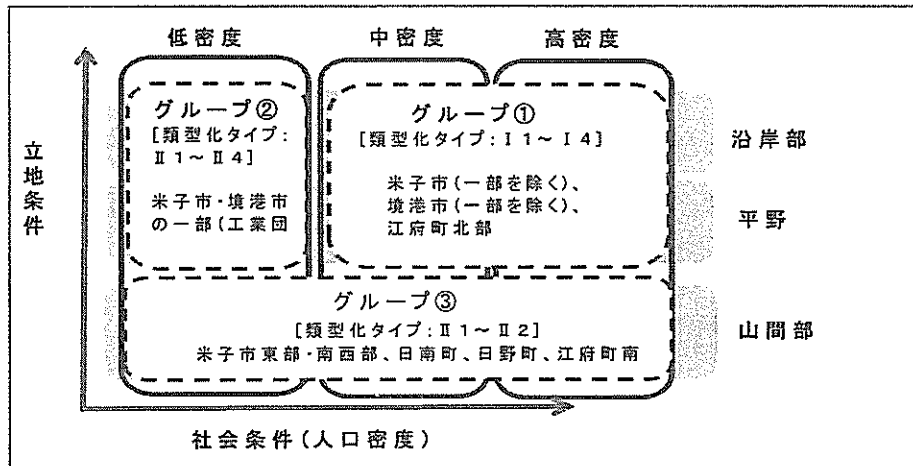 低密度
中密度
高密度
グループ②
[類型化タイプ:
Ⅱ1～Ⅱ4]
米子市・境港市
の一部(工業団
グループ①
[類型化タイプ:Ⅰ1～Ⅰ4]
米子市(一部を除く)、
境港市(一部を除く)、
江府町北部
沿岸部
平野
立地条件
グループ③
[類型化タイプ:Ⅱ1～Ⅱ2]
米子市東部・南西部、日南町、日野町、江府町南
山間部
社会条件(人口密度)